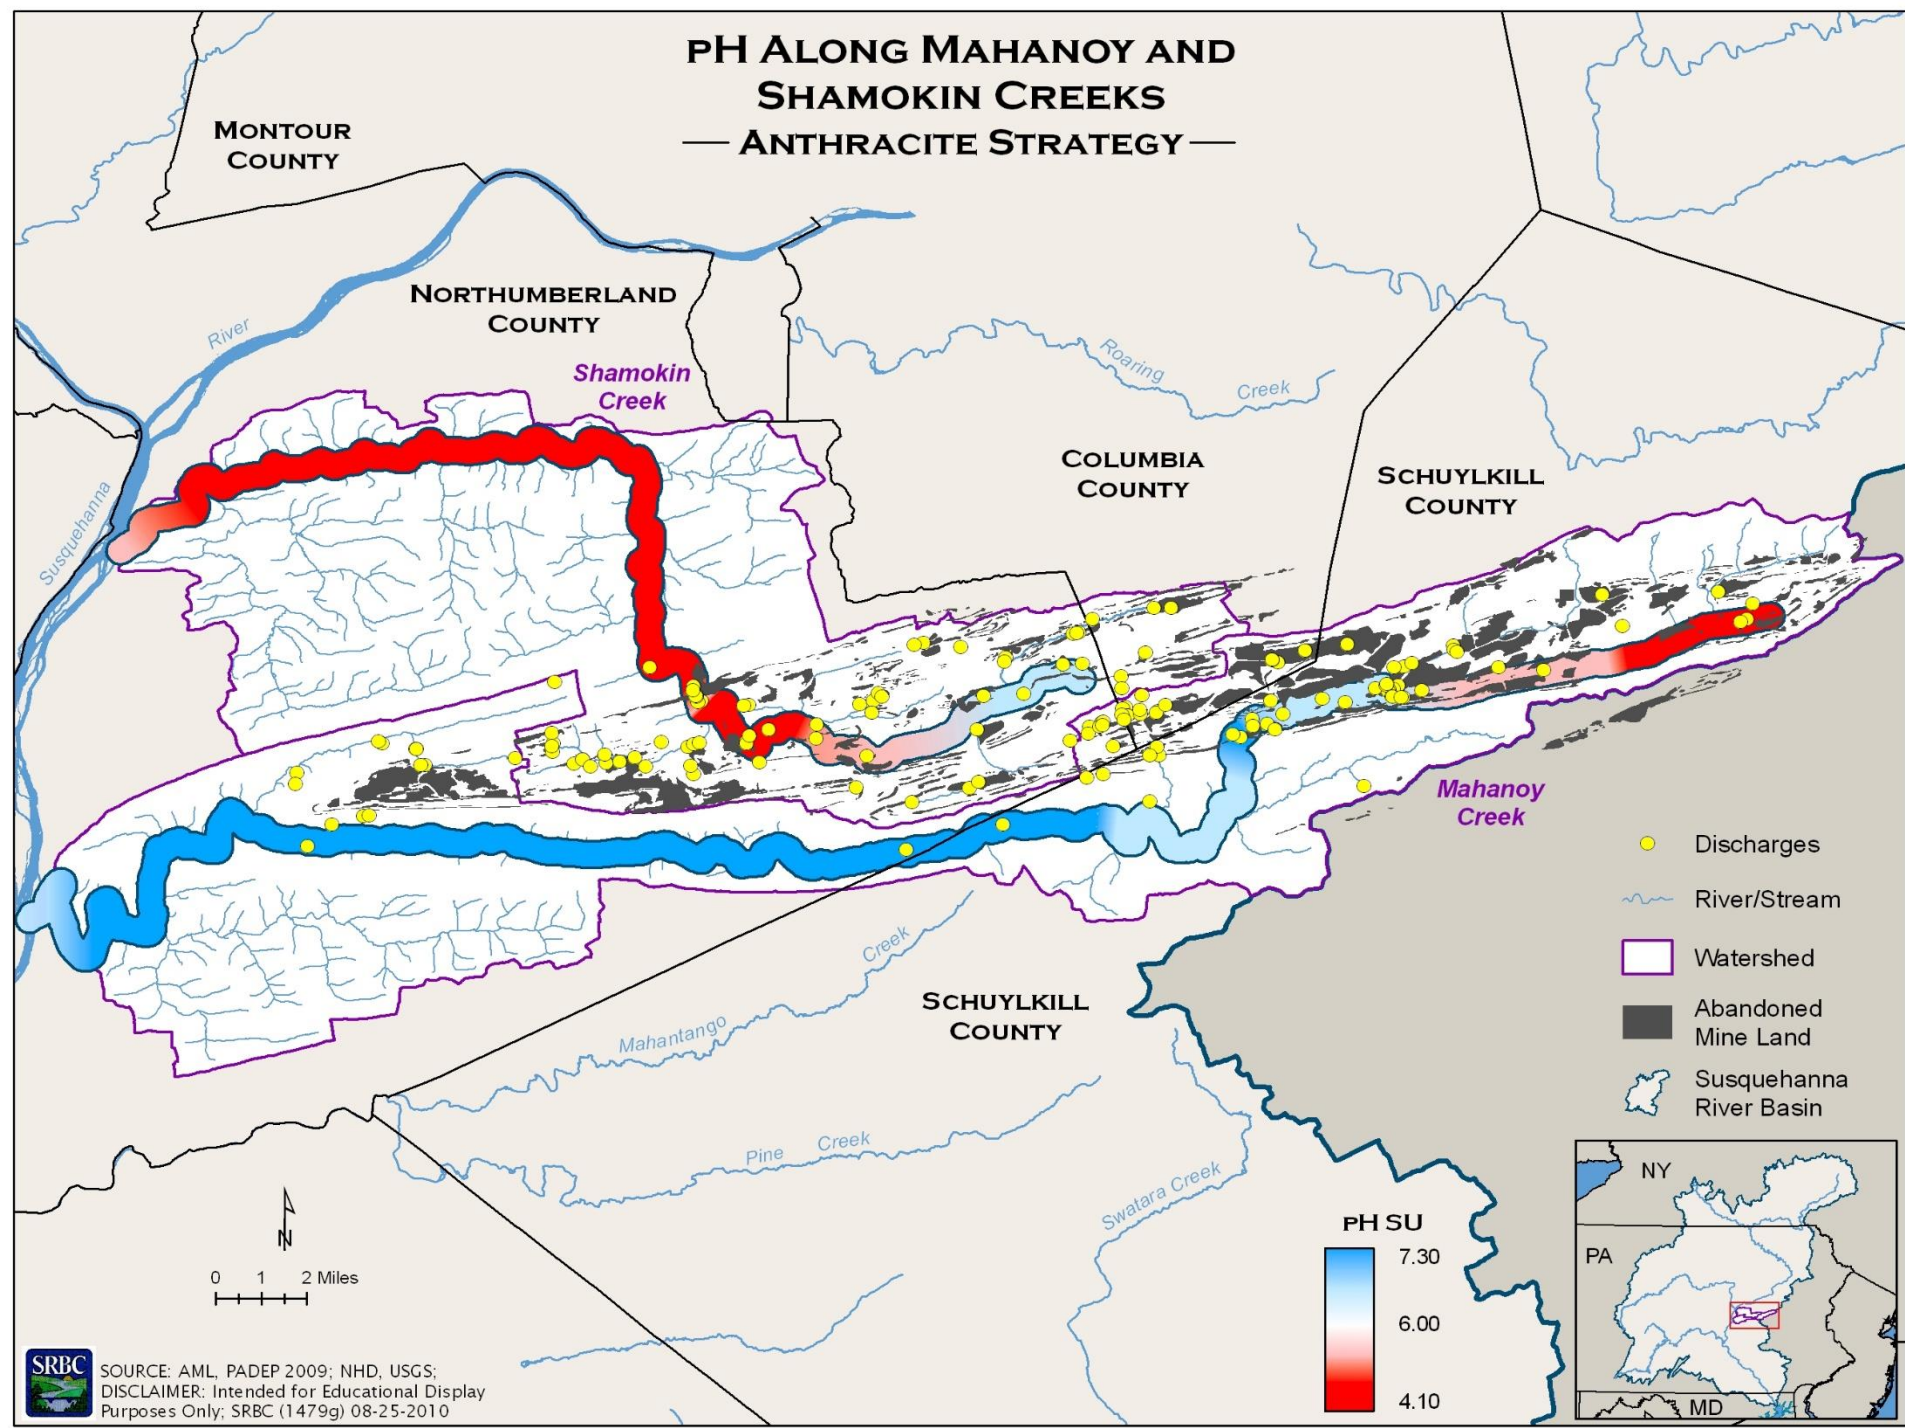 pH Along Mahanoy and
Shamokin Creeks
— Anthracite Strategy —
Montour
County
Northumberland
County
River
Shamokin
Creek
Roaring
Creek
Columbia
County
Schuylkill
County
Susquehanna
Mahanoy
Creek
Creek
Mahantango
Schuylkill
County
Pine
Creek
Swatara Creek
Discharges
River/Stream
Watershed
Abandoned
Mine Land
Susquehanna
River Basin
NY
PA
MD
pH SU
7.30
6.00
4.10
N
0 1 2 Miles
SRBC
SOURCE: AML, PADEP 2009; NHD, USGS;
DISCLAIMER: Intended for Educational Display
Purposes Only; SRBC (1479g) 08-25-2010